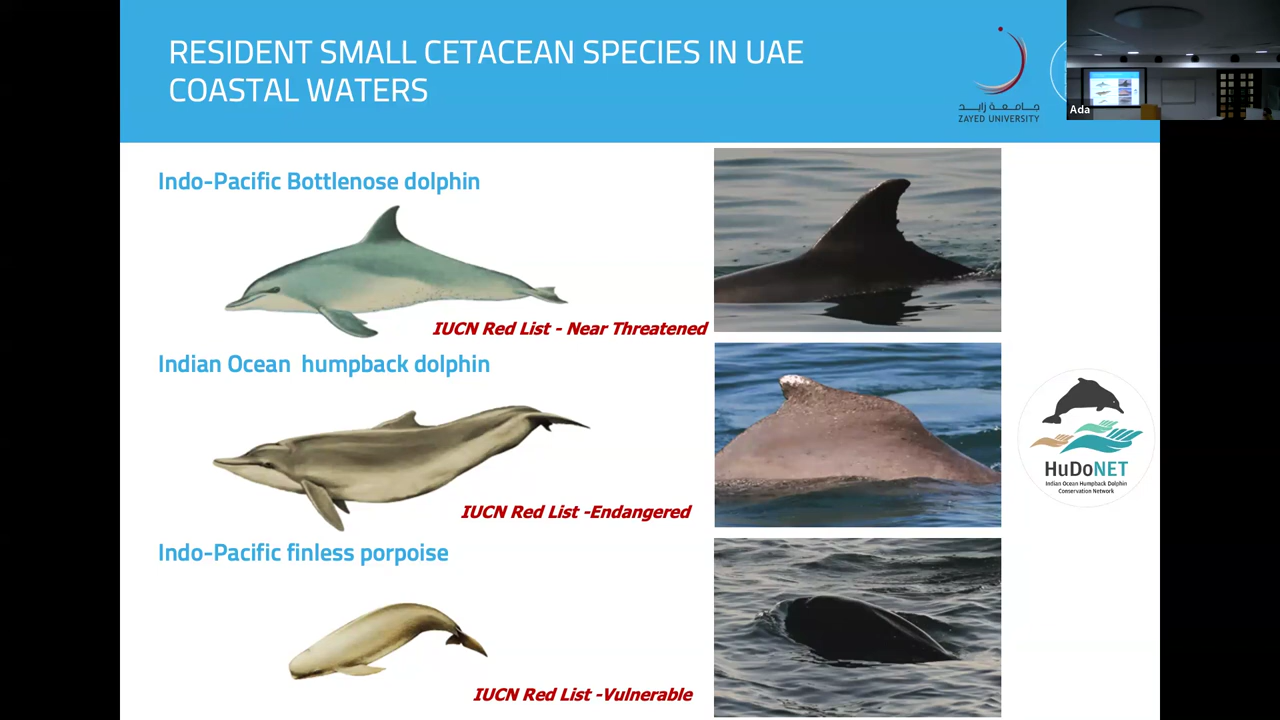 RESIDENT SMALL CETACEAN SPECIES IN UAE
COASTAL WATERS
جامعة زايد
ZAYED UNIVERSITY
Ada
Indo-Pacific Bottlenose dolphin
IUCN Red List - Near Threatened
Indian Ocean humpback dolphin
IUCN Red List -Endangered
HuDoNET
Indian Ocean Humpback Dolphin
Conservation Network
Indo-Pacific finless porpoise
IUCN Red List -Vulnerable